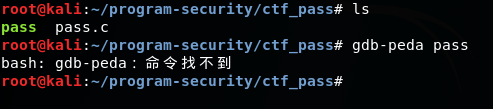 root@kali:~/program-security/ctf_pass# ls
pass  pass.c
root@kali:~/program-security/ctf_pass# gdb-peda pass
bash: gdb-peda：命令找不到
root@kali:~/program-security/ctf_pass#